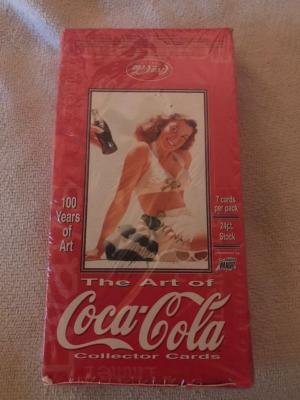 100
Years
of
Art
7 cards
per pack
24pt.
Stock
The Art of
Coca-Cola
Collector Cards